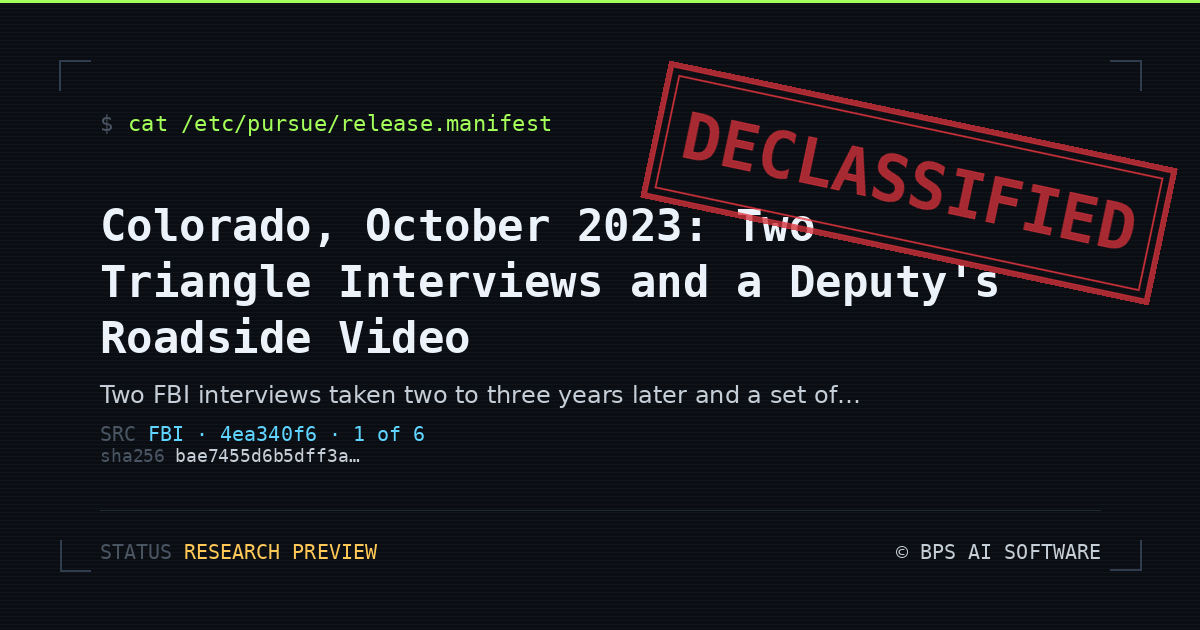 $ cat /etc/pursue/release.manifest
DECLASSIFIED
Colorado, October 2023: Two
Triangle Interviews and a Deputy's
Roadside Video
Two FBI interviews taken two to three years later and a set of…
SRC FBI · 4ea340f6 · 1 of 6
sha256 bae7455d6b5dff3a…
STATUS RESEARCH PREVIEW
© BPS AI SOFTWARE